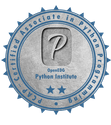 PCAP - Certified Associate in Python Programming
P
OpenEDG
Python Institute